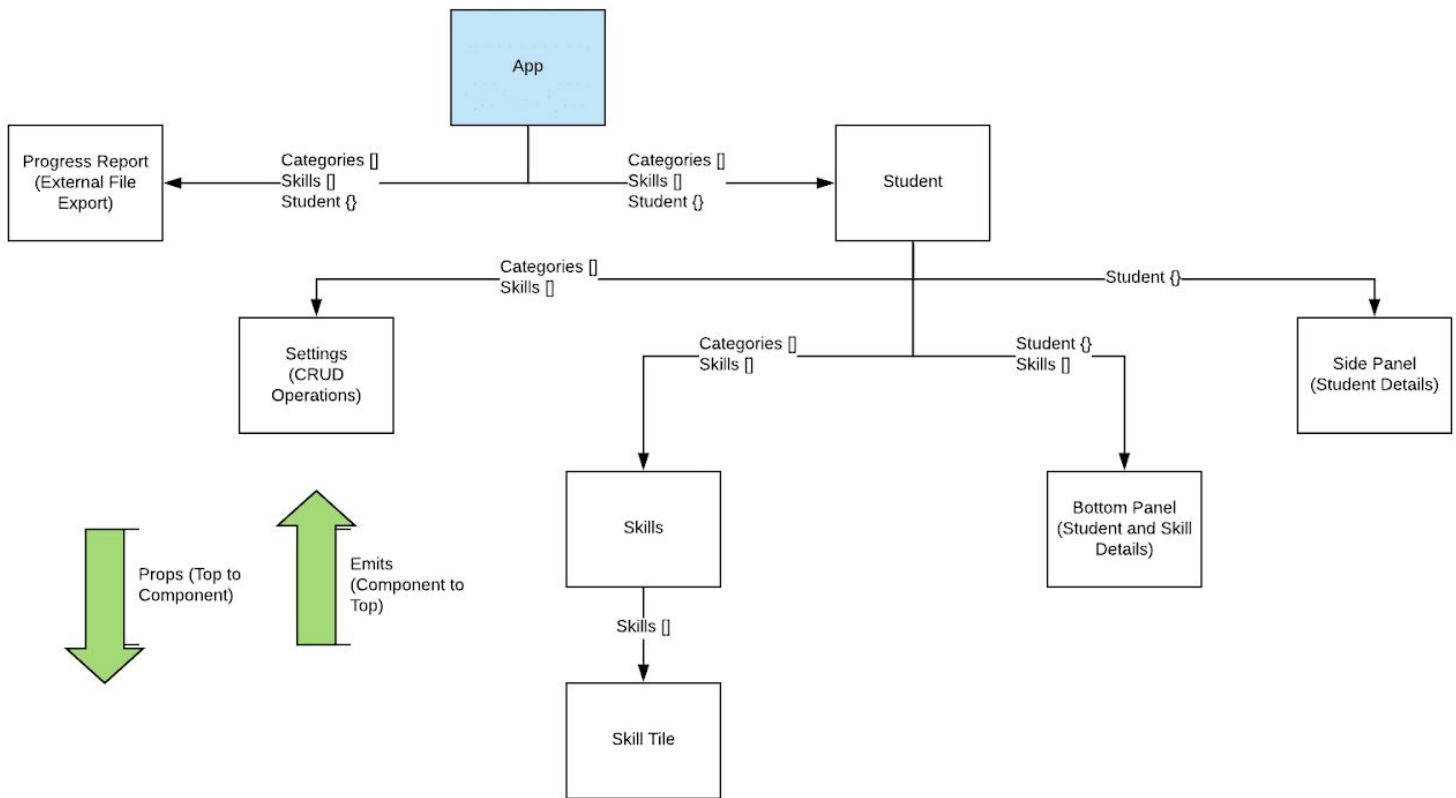 App
Progress Report
(External File
Export)
Categories []
Skills []
Student {}
Categories []
Skills []
Student {}
Student
Categories []
Skills []
Student {}
Settings
(CRUD
Operations)
Categories []
Skills []
Student {}
Skills []
Side Panel
(Student Details)
Skills
Bottom Panel
(Student and Skill
Details)
Props (Top to
Component)
Emits
(Component to
Top)
Skills []
Skill Tile